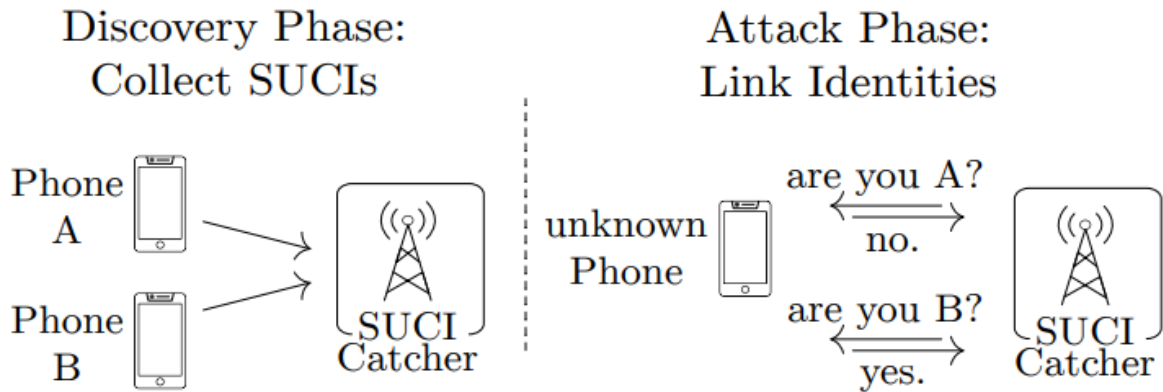 Discovery Phase:
Collect SUCIs
Phone
A
Phone
B
SUCI
Catcher
Attack Phase:
Link Identities
unknown
Phone
are you A?
no.
are you B?
yes.
SUCI
Catcher